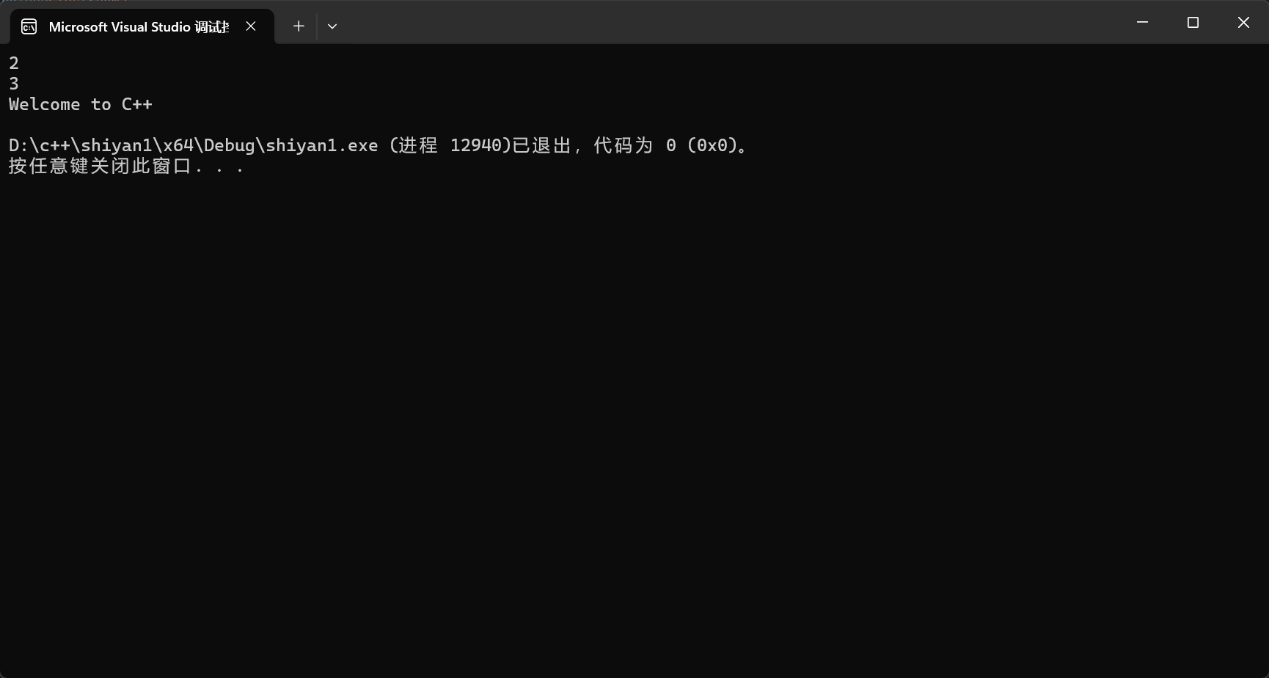 Microsoft Visual Studio 调试
2
3
Welcome to C++
D:\c++\shiyan1\x64\Debug\shiyan1.exe (进程 12940)已退出，代码为 0 (0x0)。
按任意键关闭此窗口. . .